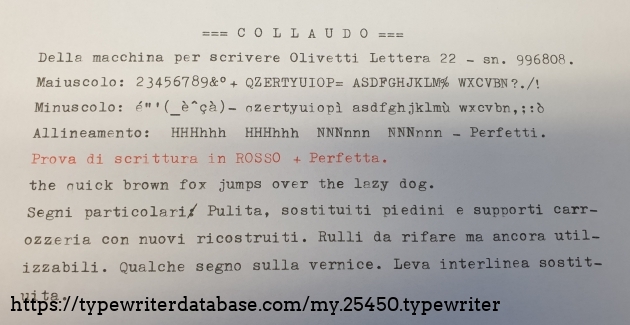 === C O L L A U D O ===
Della macchina per scrivere Olivetti Lettera 22 - sn. 996808.
Maiuscolo: 23456789&°+ QZERTYUIOP= ASDFGHJKLM% WXCVBN?./!
Minuscolo: é"'(_è^çà)- qzertyuiopì asdfghjklmù wxcvbn,;:ò
Allineamento: HHHhhh HHHhhh NNNnnn NNNnnn - Perfetti.
Prova di scrittura in ROSSO + Perfetta.
the quick brown fox jumps over the lazy dog.
Segni particolari/ Pulita, sostituiti piedini e supporti carr-
ozzeria con nuovi ricostruiti. Rulli da rifare ma ancora util-
izzabili. Qualche segno sulla vernice. Leva interlinea sostit-
uita.
https://typewriterdatabase.com/my.25450.typewriter